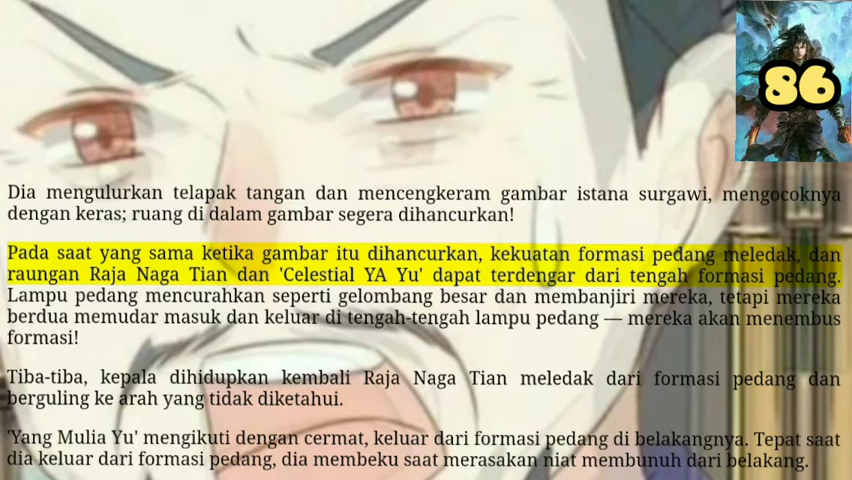 86
Dia mengulurkan telapak tangan dan mencengkeram gambar istana surgawi, mengocoknya
dengan keras; ruang di dalam gambar segera dihancurkan!
Pada saat yang sama ketika gambar itu dihancurkan, kekuatan formasi pedang meledak, dan
raungan Raja Naga Tian dan 'Celestial YA Yu' dapat terdengar dari tengah formasi pedang.
Lampu pedang mencurahkan seperti gelombang besar dan membanjiri mereka, tetapi mereka
berdua memudar masuk dan keluar di tengah-tengah lampu pedang — mereka akan menembus
formasi!
Tiba-tiba, kepala dihidupkan kembali Raja Naga Tian meledak dari formasi pedang dan
berguling ke arah yang tidak diketahui.
'Yang Mulia Yu' mengikuti dengan cermat, keluar dari formasi pedang di belakangnya. Tepat saat
dia keluar dari formasi pedang, dia membeku saat merasakan niat membunuh dari belakang.